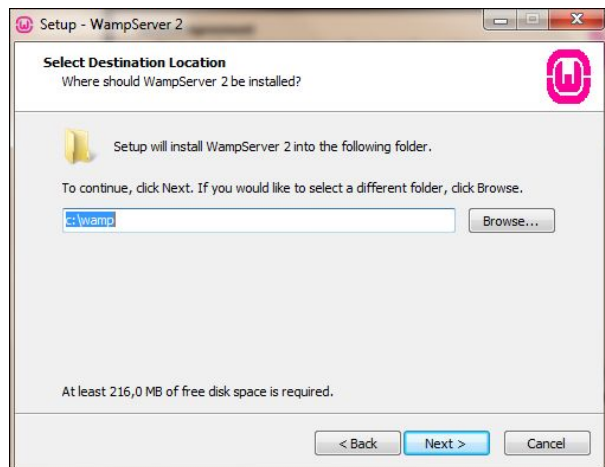 Setup - WampServer 2
Select Destination Location
Where should WampServer 2 be installed?
Setup will install WampServer 2 into the following folder.
To continue, click Next. If you would like to select a different folder, click Browse.
c:\wamp
Browse...
At least 216,0 MB of free disk space is required.
< Back
Next >
Cancel